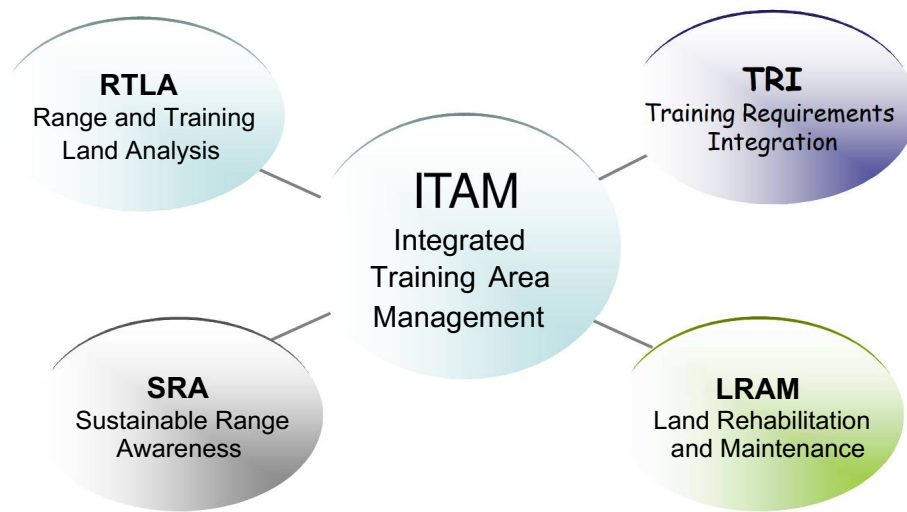 RTLA
Range and Training
Land Analysis
TRI
Training Requirements
Integration
ITAM
Integrated
Training Area
Management
SRA
Sustainable Range
Awareness
LRAM
Land Rehabilitation
and Maintenance